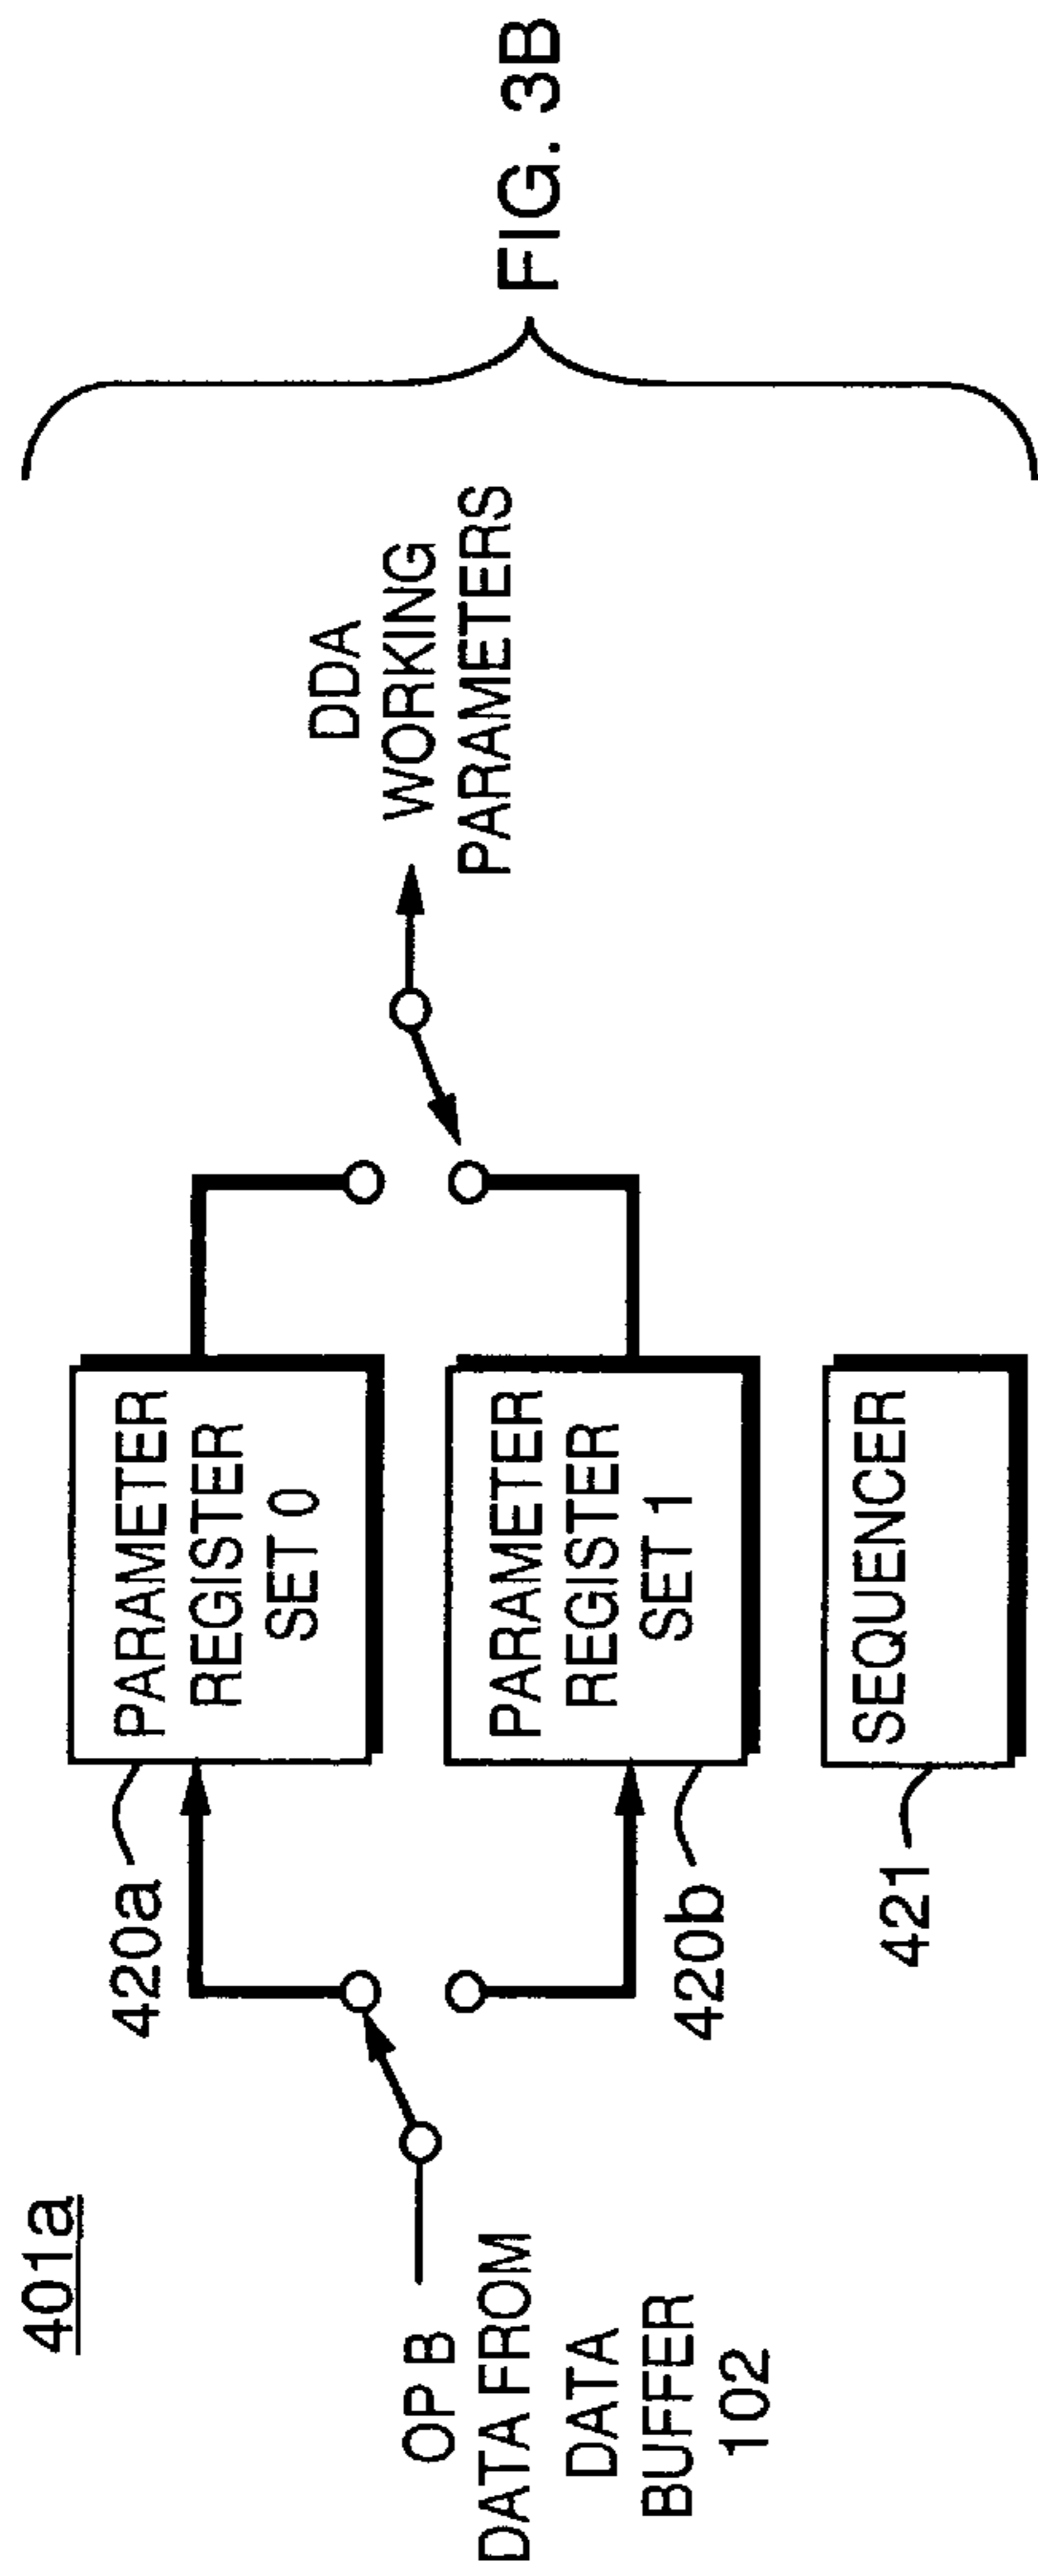 401a
OP B
DATA FROM
DATA
BUFFER
102
420a
PARAMETER
REGISTER
SET 0
420b
PARAMETER
REGISTER
SET 1
421
SEQUENCER
DDA
WORKING
PARAMETERS
FIG. 3B